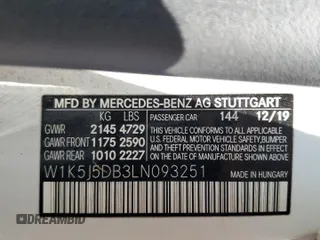 MFD BY MERCEDES-BENZ AG STUTTGART
KG LBS PASSENGER CAR 144 12/19
GVWR 2145 4729
GAWR FRONT 1175 2590
GAWR REAR 1010 2227
THIS VEHICLE CONFORMS TO ALL APPLICABLE
U.S. FEDERAL MOTOR VEHICLE SAFETY, BUMPER,
AND THEFT PREVENTION STANDARDS IN EFFECT ON
THE DATE OF MANUFACTURE SHOWN ABOVE.
W1K5J5DB3LN093251
MADE IN HUNGARY
© DREAMBID